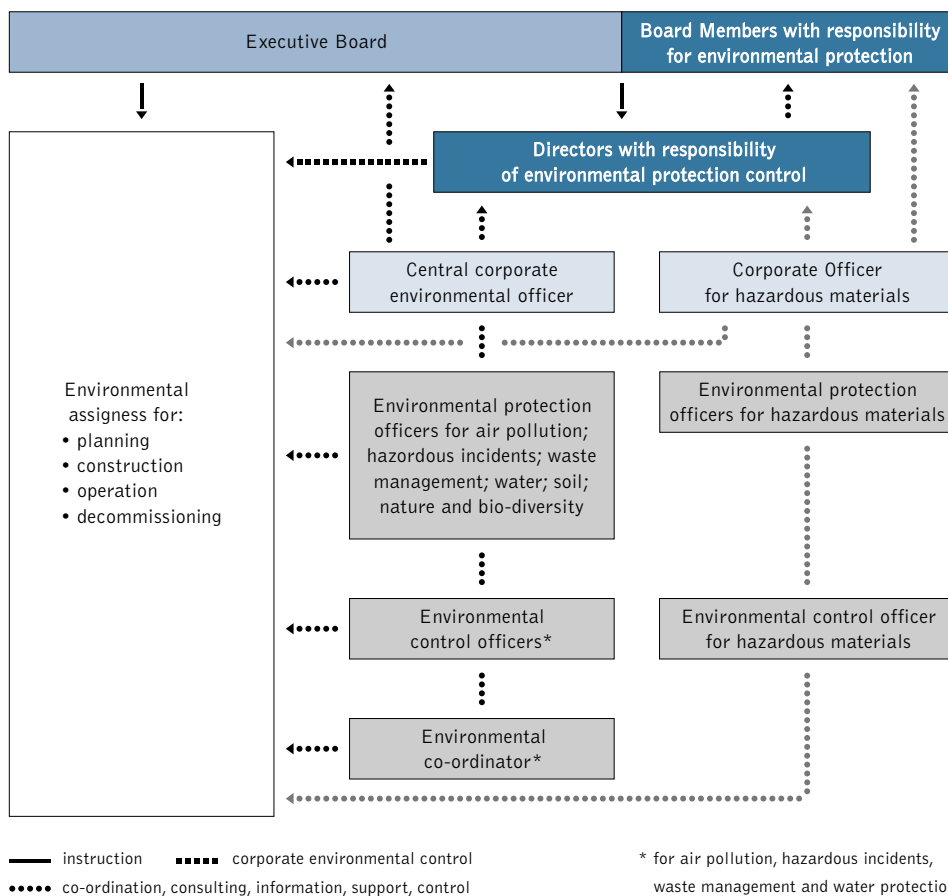 Executive Board
Board Members with responsibility
for environmental protection
Directors with responsibility
of environmental protection control
Central corporate
environmental officer
Corporate Officer
for hazardous materials
Environmental
assigness for:
• planning
• construction
• operation
• decommissioning
Environmental protection
officers for air pollution;
hazordous incidents; waste
management; water; soil;
nature and bio-diversity
Environmental protection
officers for hazardous materials
Environmental
control officers*
Environmental control officer
for hazardous materials
Environmental
co-ordinator*
instruction
corporate environmental control
co-ordination, consulting, information, support, control
* for air pollution, hazardous incidents,
waste management and water protectio